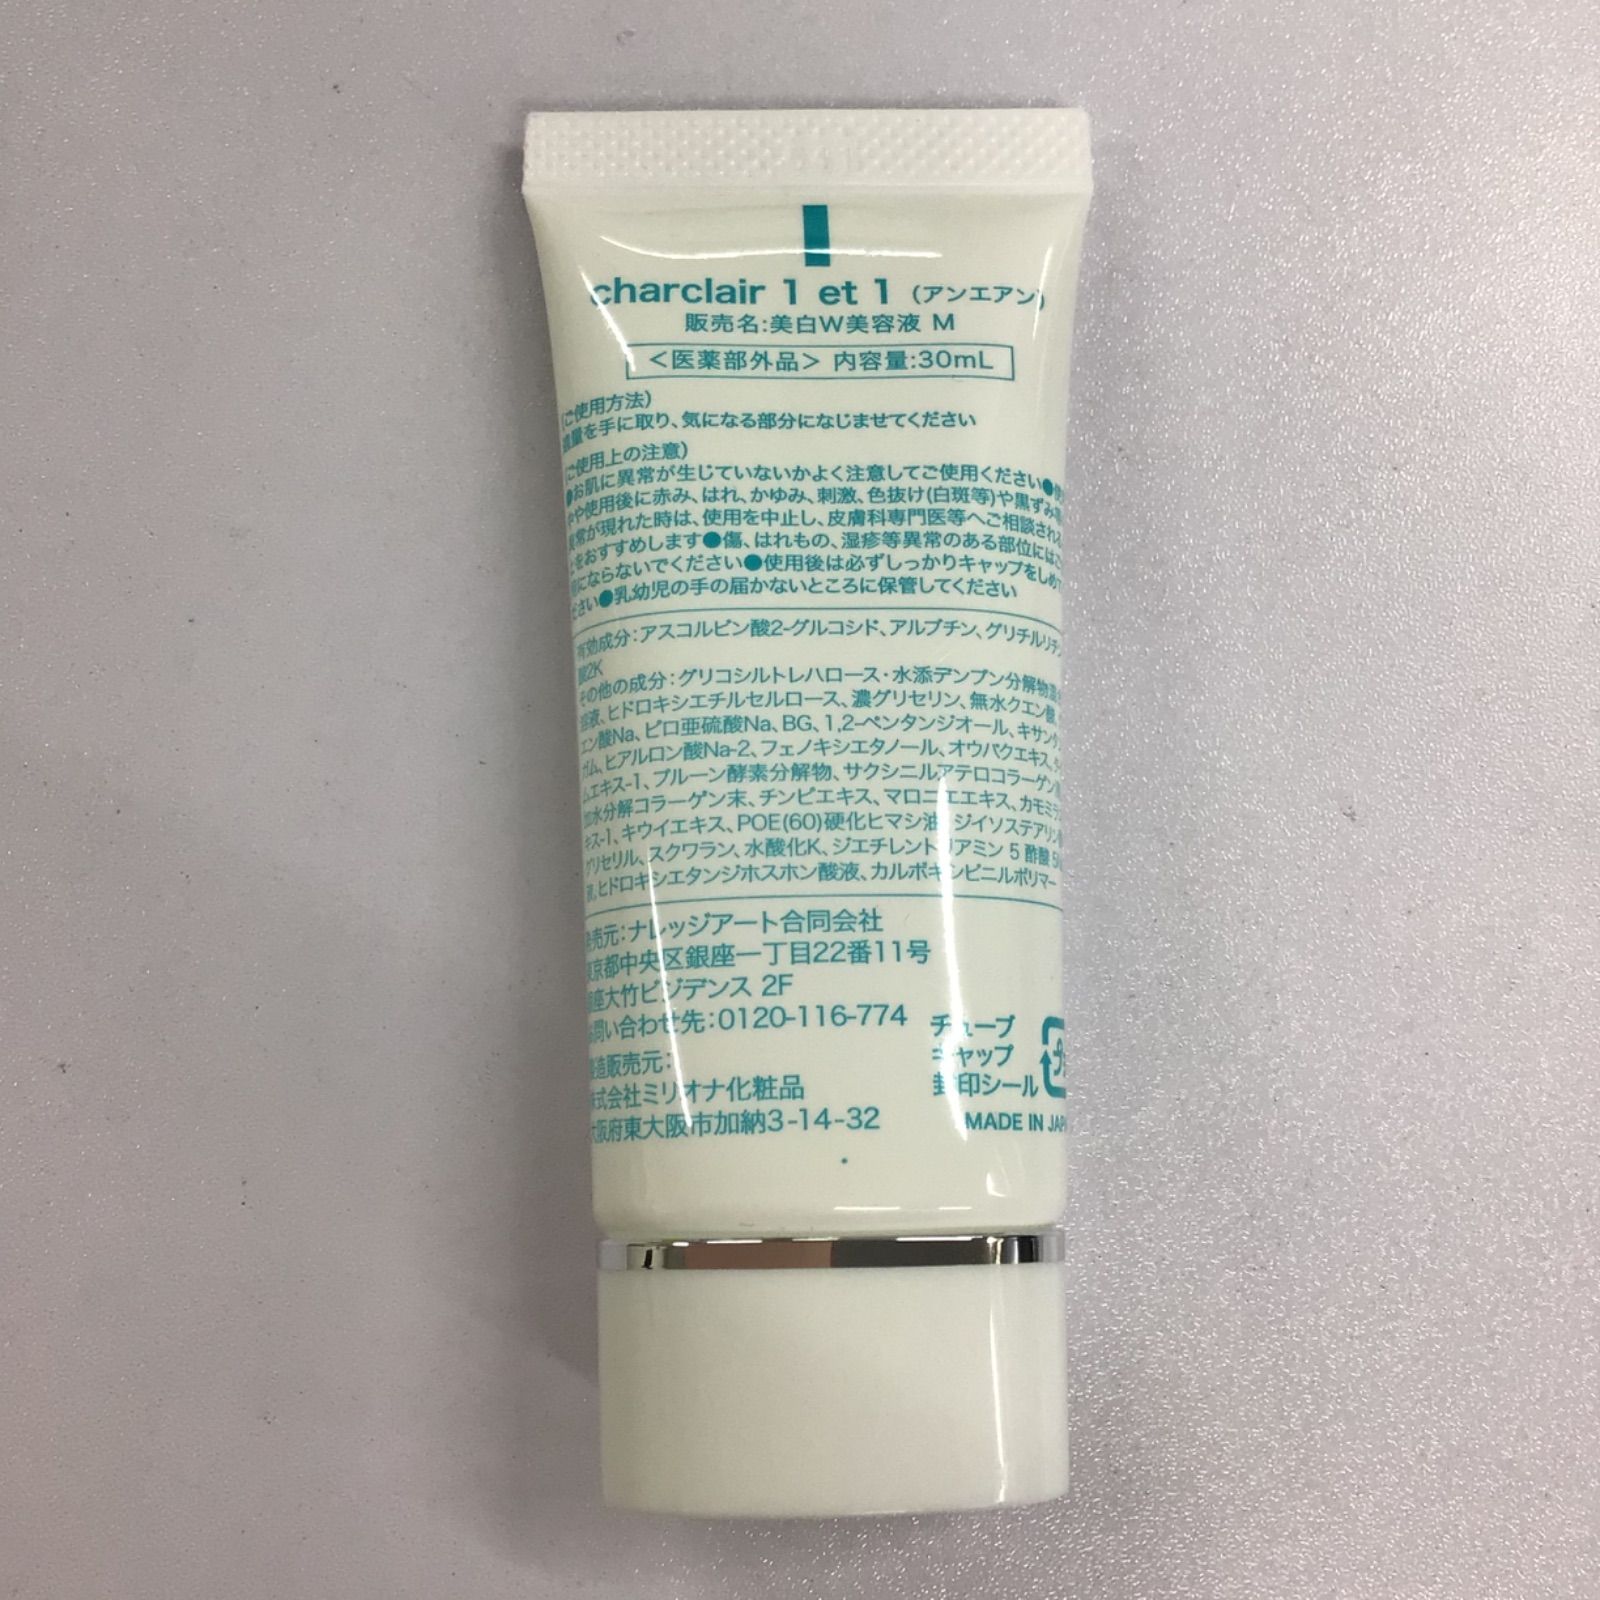 charclair 1 et 1 (アンエアン)
販売名:美白W美容液 M
<医薬部外品> 内容量:30mL
(ご使用方法)
適量を手に取り、気になる部分になじませてください
(ご使用上の注意)
●お肌に異常が生じていないかよく注意してご使用ください●使
や使用後に赤み、はれ、かゆみ、刺激、色抜け(白斑等)や黒ずみ等
異常が現れた時は、使用を中止し、皮膚科専門医等へご相談される
とをおすすめします●傷、はれもの、湿疹等異常のある部位にはご
用にならないでください●使用後は必ずしっかりキャップをしめて
ださい●乳幼児の手の届かないところに保管してください
有効成分:アスコルビン酸2-グルコシド、アルブチン、グリチルリチン
酸2K
その他の成分:グリコシルトレハロース・水添デンプン分解物混合
溶液、ヒドロキシエチルセルロース、濃グリセリン、無水クエン酸、
エン酸Na、ピロ亜硫酸Na、BG、1,2-ペンタンジオール、キサンタン
ガム、ヒアルロン酸Na-2、フェノキシエタノール、オウバクエキス、タイ
ムエキス-1、プルーン酵素分解物、サクシニルアテロコラーゲン
加水分解コラーゲン末、チンピエキス、マロニエエキス、カモミラ
キス-1、キウイエキス、POE(60)硬化ヒマシ油、ジイソステアリン
グリセリル、スクワラン、水酸化K、ジエチレントリアミン5酢酸5
液、ヒドロキシエタンジホスホン酸液、カルボキシビニルポリマー
発売元:ナレッジアート合同会社
東京都中央区銀座一丁目22番11号
銀座大竹ビジデンス 2F
お問い合わせ先:0120-116-774
製造販売元:
株式会社ミリオナ化粧品
大阪府東大阪市加納3-14-32
チューブ
キャップ
封印シール
プ
MADE IN JAP